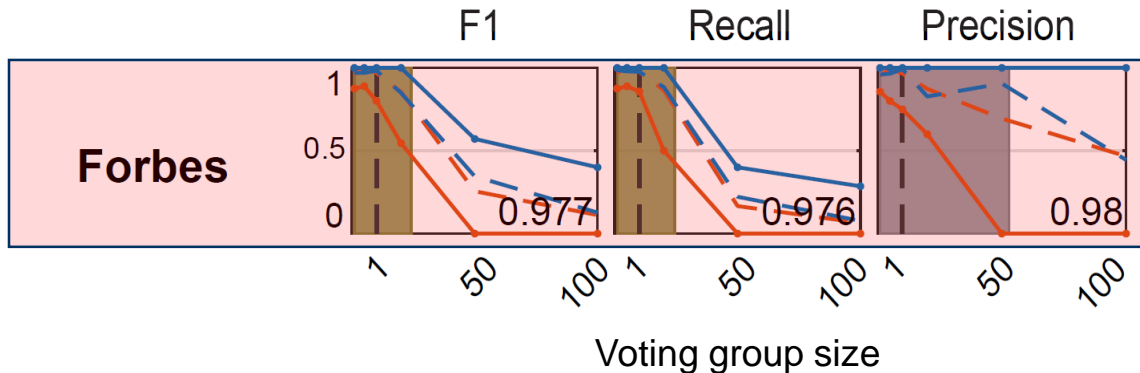 F1 Recall Precision
Forbes
1
0.5
0
0.977 0.976 0.98
1 50 100 1 50 100 1 50 100
Voting group size